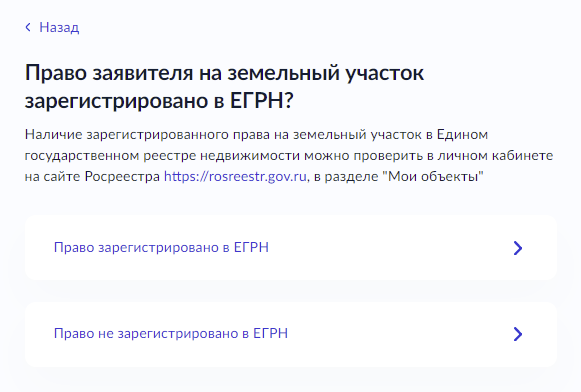 Назад
Право заявителя на земельный участок
зарегистрировано в ЕГРН?
Наличие зарегистрированного права на земельный участок в Едином
государственном реестре недвижимости можно проверить в личном кабинете
на сайте Росреестра https://rosreestr.gov.ru, в разделе "Мои объекты"
Право зарегистрировано в ЕГРН
Право не зарегистрировано в ЕГРН